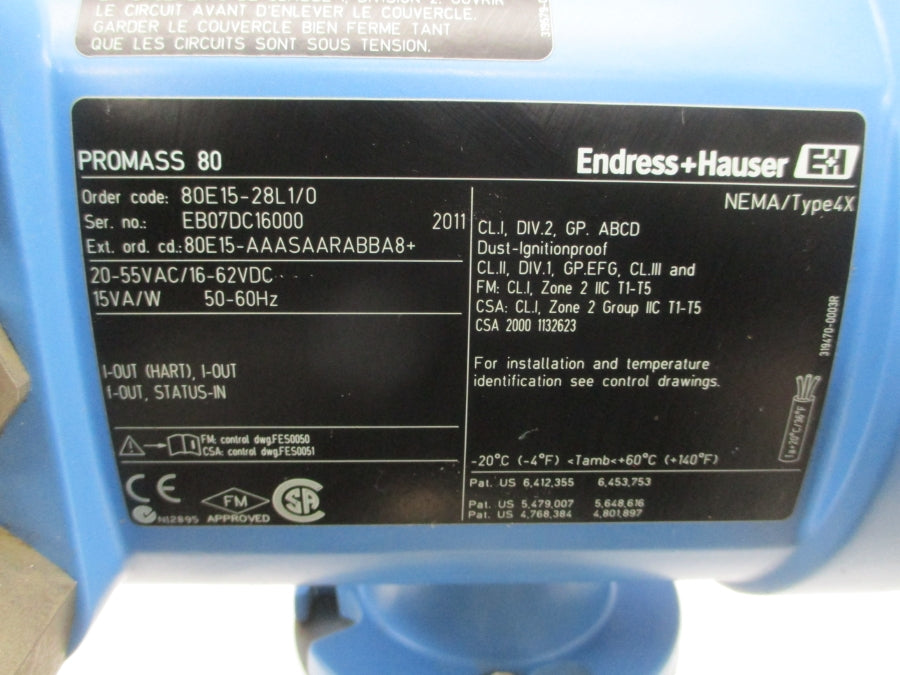 LE CIRCUIT AVANT D'ENLEVER LE COUVERCLE.
GARDER LE COUVERCLE BIEN FERME TANT
QUE LES CIRCUITS SONT SOUS TENSION.
PROMASS 80
Endress+Hauser EH
Order code: 80E15-28L1/0
Ser. no.: EB07DC16000 2011
Ext. ord. cd.: 80E15-AAASAARABBA8+
20-55VAC/16-62VDC
15VA/W 50-60Hz
I-OUT (HART), I-OUT
f-OUT, STATUS-IN
FM: control dwg.FES0050
CSA: control dwg.FES0051
CE
N12895
FM
APPROVED
SA
NEMA/Type4X
CL.I, DIV.2, GP. ABCD
Dust-Ignitionproof
CL.II, DIV.1, GP.EFG, CL.III and
FM: CL.I, Zone 2 IIC T1-T5
CSA: CL.I, Zone 2 Group IIC T1-T5
CSA 2000 1132623
For installation and temperature
identification see control drawings.
-20°C (-4°F) <Tamb<+60°C (+140°F)
Pat. US 6,412,355 6,453,753
Pat. US 5,479,007 5,648,616
Pat. US 4,768,384 4,801,897
319470-0003R